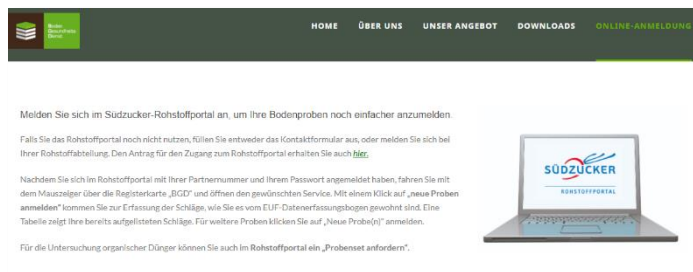 Boden
Gesundheits
Dienst
HOME ÜBER UNS UNSER ANGEBOT DOWNLOADS ONLINE-ANMELDUNG
Melden Sie sich im Südzucker-Rohstoffportal an, um Ihre Bodenproben noch einfacher anzumelden.
Falls Sie das Rohstoffportal noch nicht nutzen, füllen Sie entweder das Kontaktformular aus, oder melden Sie sich bei
Ihrer Rohstoffabteilung. Den Antrag für den Zugang zum Rohstoffportal erhalten Sie auch hier.
Nachdem Sie sich im Rohstoffportal mit Ihrer Partnernummer und Ihrem Passwort angemeldet haben, fahren Sie mit
dem Mauszeiger über die Registerkarte „BGD" und öffnen den gewünschten Service. Mit einem Klick auf „neue Proben
anmelden" kommen Sie zur Erfassung der Schläge, wie Sie es vom EUF-Datenerfassungsbogen gewohnt sind. Eine
Tabelle zeigt Ihre bereits aufgelisteten Schläge. Für weitere Proben klicken Sie auf „Neue Probe(n)" anmelden.
Für die Untersuchung organischer Dünger können Sie auch im Rohstoffportal ein „Probenset anfordern".
SÜDZUCKER
ROHSTOFFPORTAL